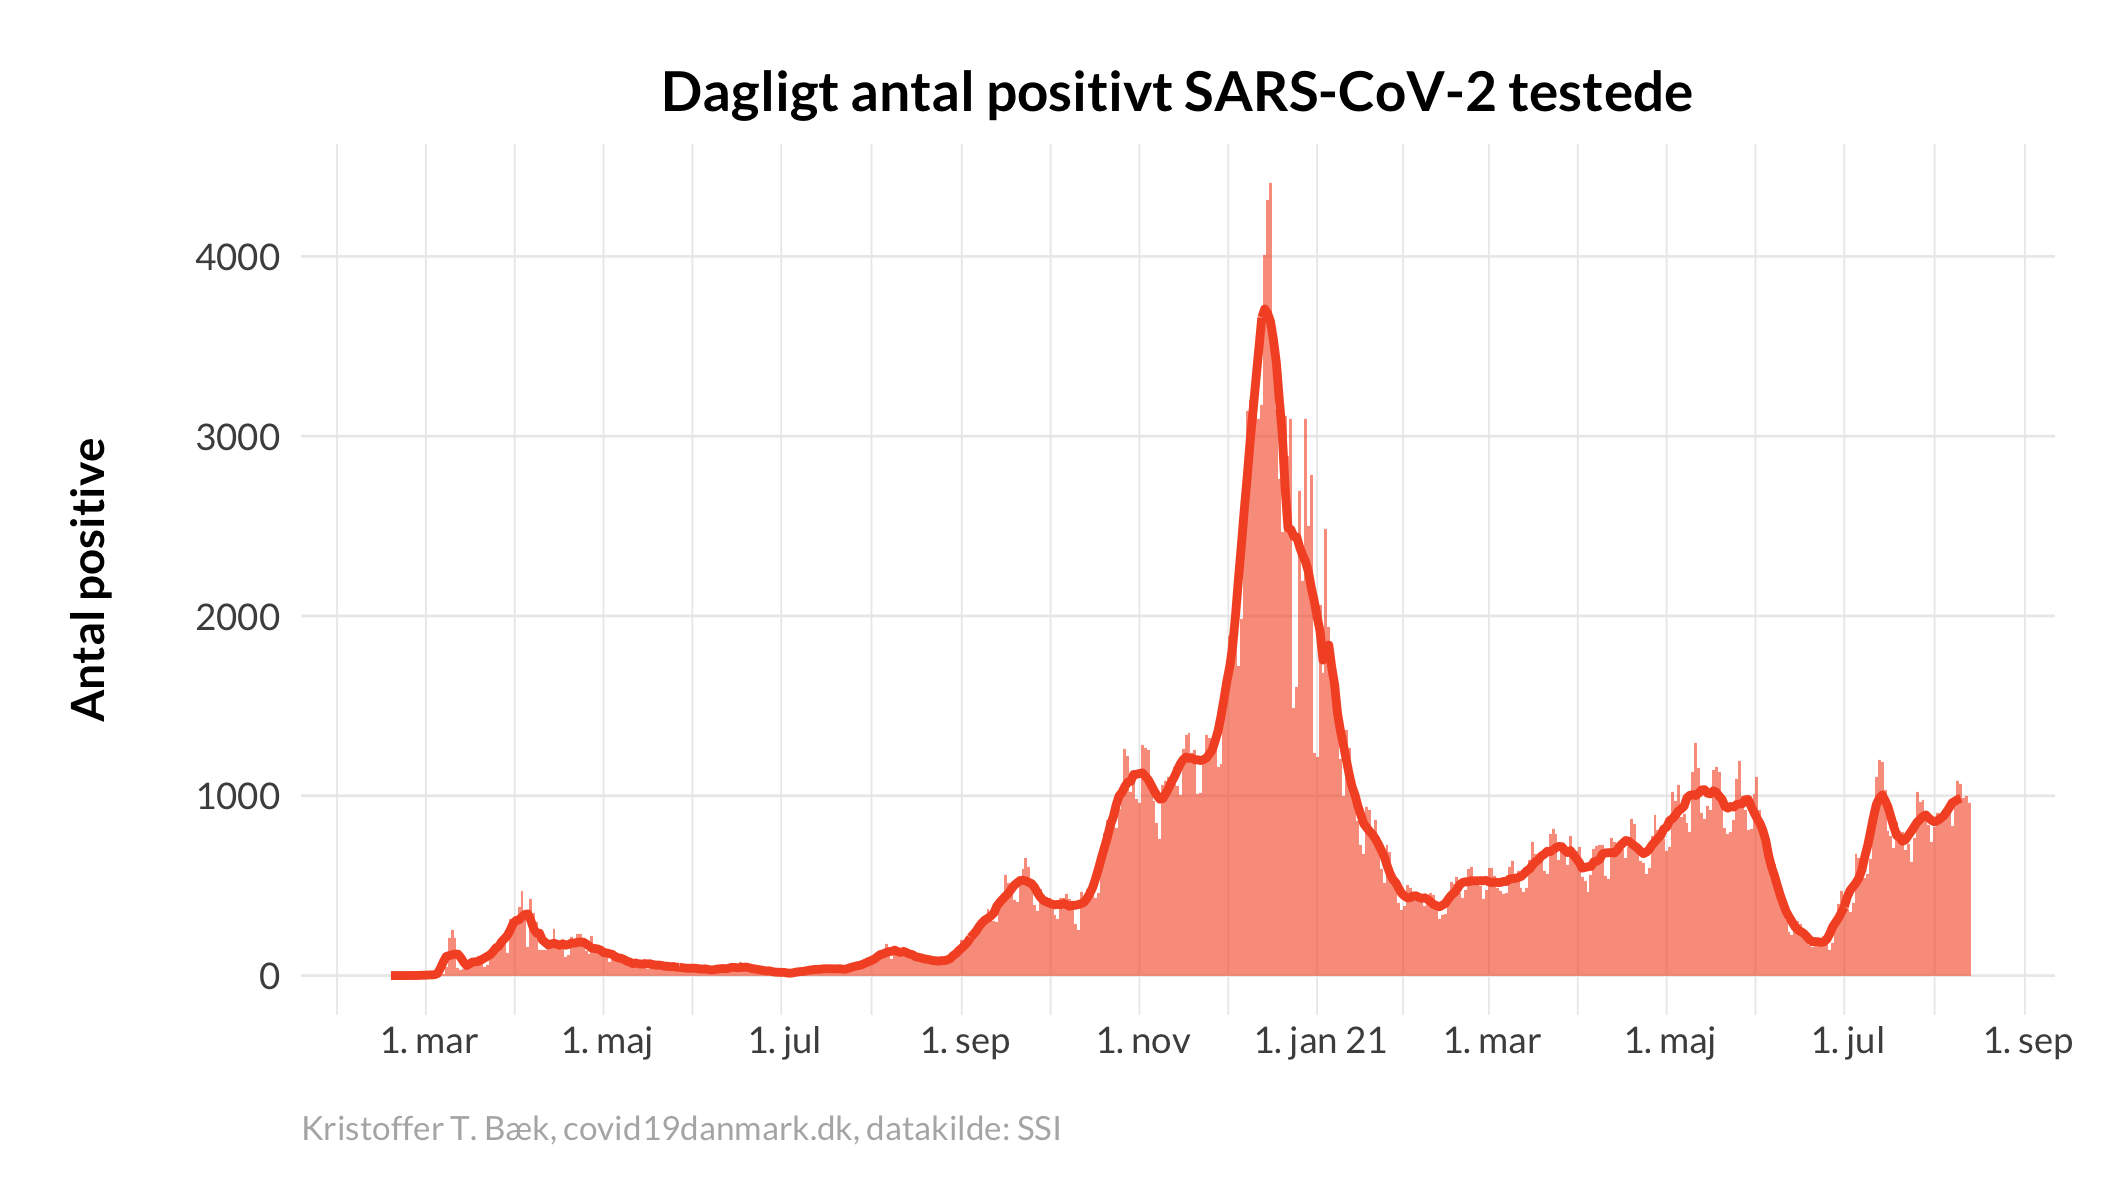 Dagligt antal positivt SARS-CoV-2 testede
Antal positive
4000
3000
2000
1000
0
1. mar 1. maj 1. jul 1. sep 1. nov 1. jan 21 1. mar 1. maj 1. jul 1. sep
Kristoffer T. Bæk, covid19danmark.dk, datakilde: SSI